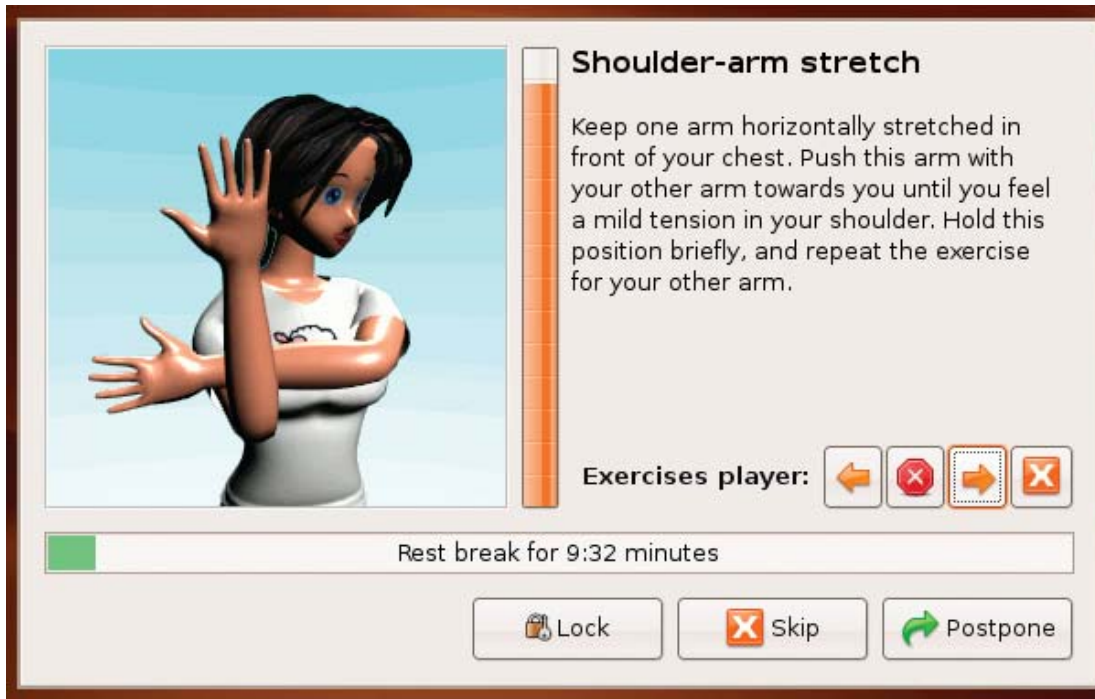 Shoulder-arm stretch
Keep one arm horizontally stretched in
front of your chest. Push this arm with
your other arm towards you until you feel
a mild tension in your shoulder. Hold this
position briefly, and repeat the exercise
for your other arm.
Exercises player:
Rest break for 9:32 minutes
Lock
Skip
Postpone